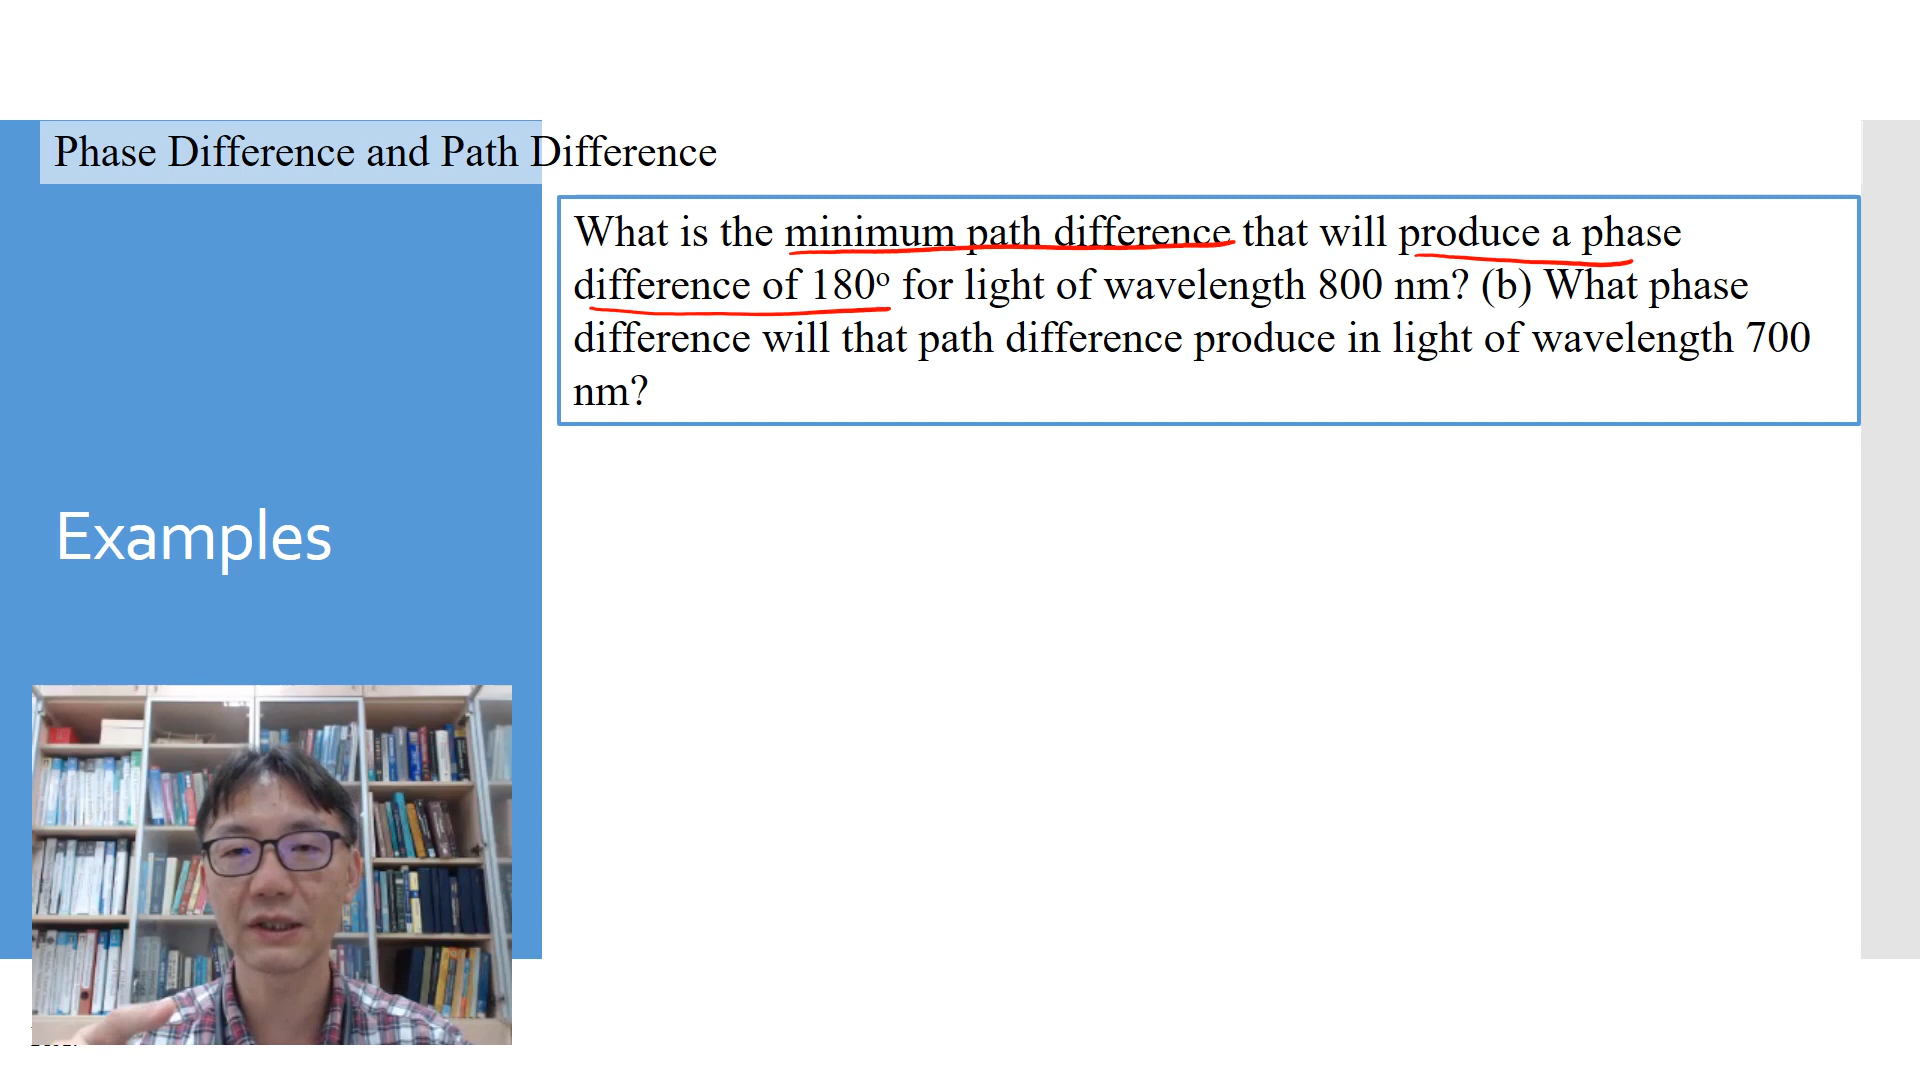 Phase Difference and Path Difference
What is the minimum path difference that will produce a phase
difference of 180º for light of wavelength 800 nm? (b) What phase
difference will that path difference produce in light of wavelength 700
nm?
Examples